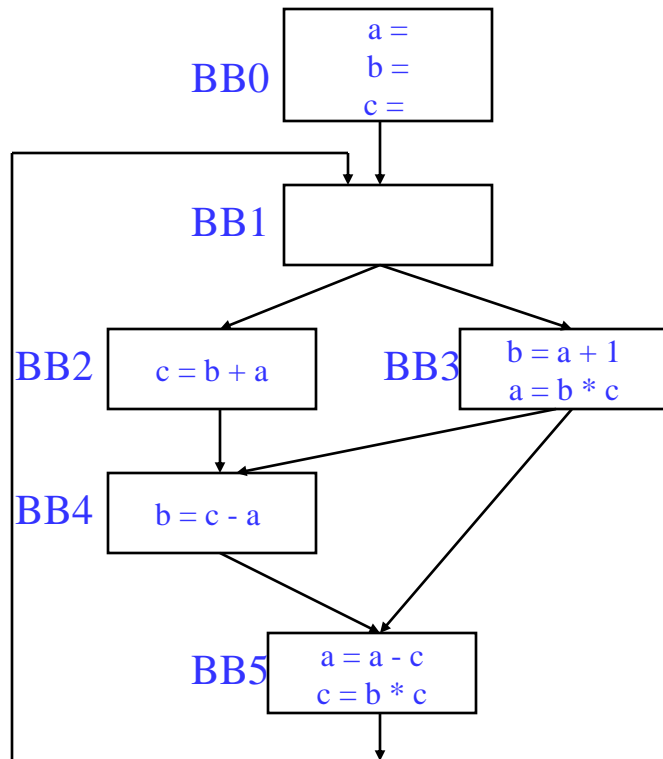 BB0
a =
b =
c =
BB1
BB2
c = b + a
BB3
b = a + 1
a = b * c
BB4
b = c - a
BB5
a = a - c
c = b * c